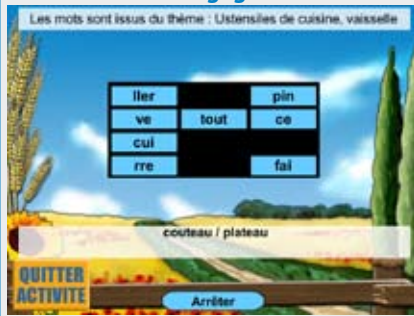 Les mots sont issus du thème : Ustensiles de cuisine, vaisselle
ller pin
ve tout ce
cui
rre fai
couteau / plateau
QUITTER
ACTIVITE
Arrêter